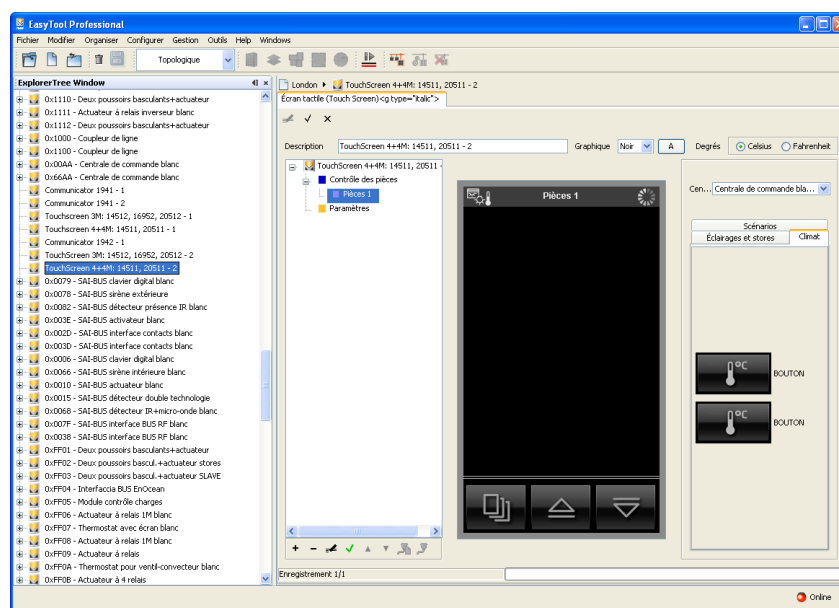 EasyTool Professional
Fichier Modifier Organiser Configurer Gestion Outils Help Windows
Topologique
ExplorerTree Window
0x1110 - Deux poussoirs basculants+actuateur
0x1111 - Actuateur à relais inverseur blanc
0x1112 - Deux poussoirs basculants+actuateur
0x1000 - Coupleur de ligne
0x1100 - Coupleur de ligne
0x00AA - Centrale de commande blanc
0x66AA - Centrale de commande blanc
Communicator 1941 - 1
Communicator 1941 - 2
Touchscreen 3M: 14512, 16952, 20512 - 1
Touchscreen 4+4M: 14511, 20511 - 1
Communicator 1942 - 1
TouchScreen 3M: 14512, 16952, 20512 - 2
TouchScreen 4+4M: 14511, 20511 - 2
0x0079 - SAI-BUS clavier digital blanc
0x0078 - SAI-BUS sirène extérieure
0x0082 - SAI-BUS détecteur présence IR blanc
0x003E - SAI-BUS activateur blanc
0x002D - SAI-BUS interface contacts blanc
0x003D - SAI-BUS interface contacts blanc
0x0006 - SAI-BUS clavier digital blanc
0x0066 - SAI-BUS sirène intérieure blanc
0x0010 - SAI-BUS actuateur blanc
0x0015 - SAI-BUS détecteur double technologie
0x0068 - SAI-BUS détecteur IR+micro-onde blanc
0x007F - SAI-BUS interface BUS RF blanc
0x0038 - SAI-BUS interface BUS RF blanc
0xFF01 - Deux poussoirs basculants+actuateur
0xFF02 - Deux poussoirs bascul.+actuateur stores
0xFF03 - Deux poussoirs bascul.+actuateur SLAVE
0xFF04 - Interfaccia BUS EnOcean
0xFF05 - Module contrôle charges
0xFF06 - Actuateur à relais 1M blanc
0xFF07 - Thermostat avec écran blanc
0xFF08 - Actuateur à relais 1M blanc
0xFF09 - Actuateur à relais
0xFF0A - Thermostat pour ventil-convecteur blanc
0xFF0B - Actuateur à 4 relais
London TouchScreen 4+4M: 14511, 20511 - 2
Écran tactile (Touch Screen)<g type="italic">
Description TouchScreen 4+4M: 14511, 20511 - 2 Graphique Noir A Degrés Celsius Fahrenheit
TouchScreen 4+4M: 14511, 20511 -
Contrôle des pièces
Pièces 1
Paramètres
Pièces 1
Cen... Centrale de commande bla...
Scénarios
Éclairages et stores Climat
°C BOUTON
°C BOUTON
Enregistrement 1/1
Online